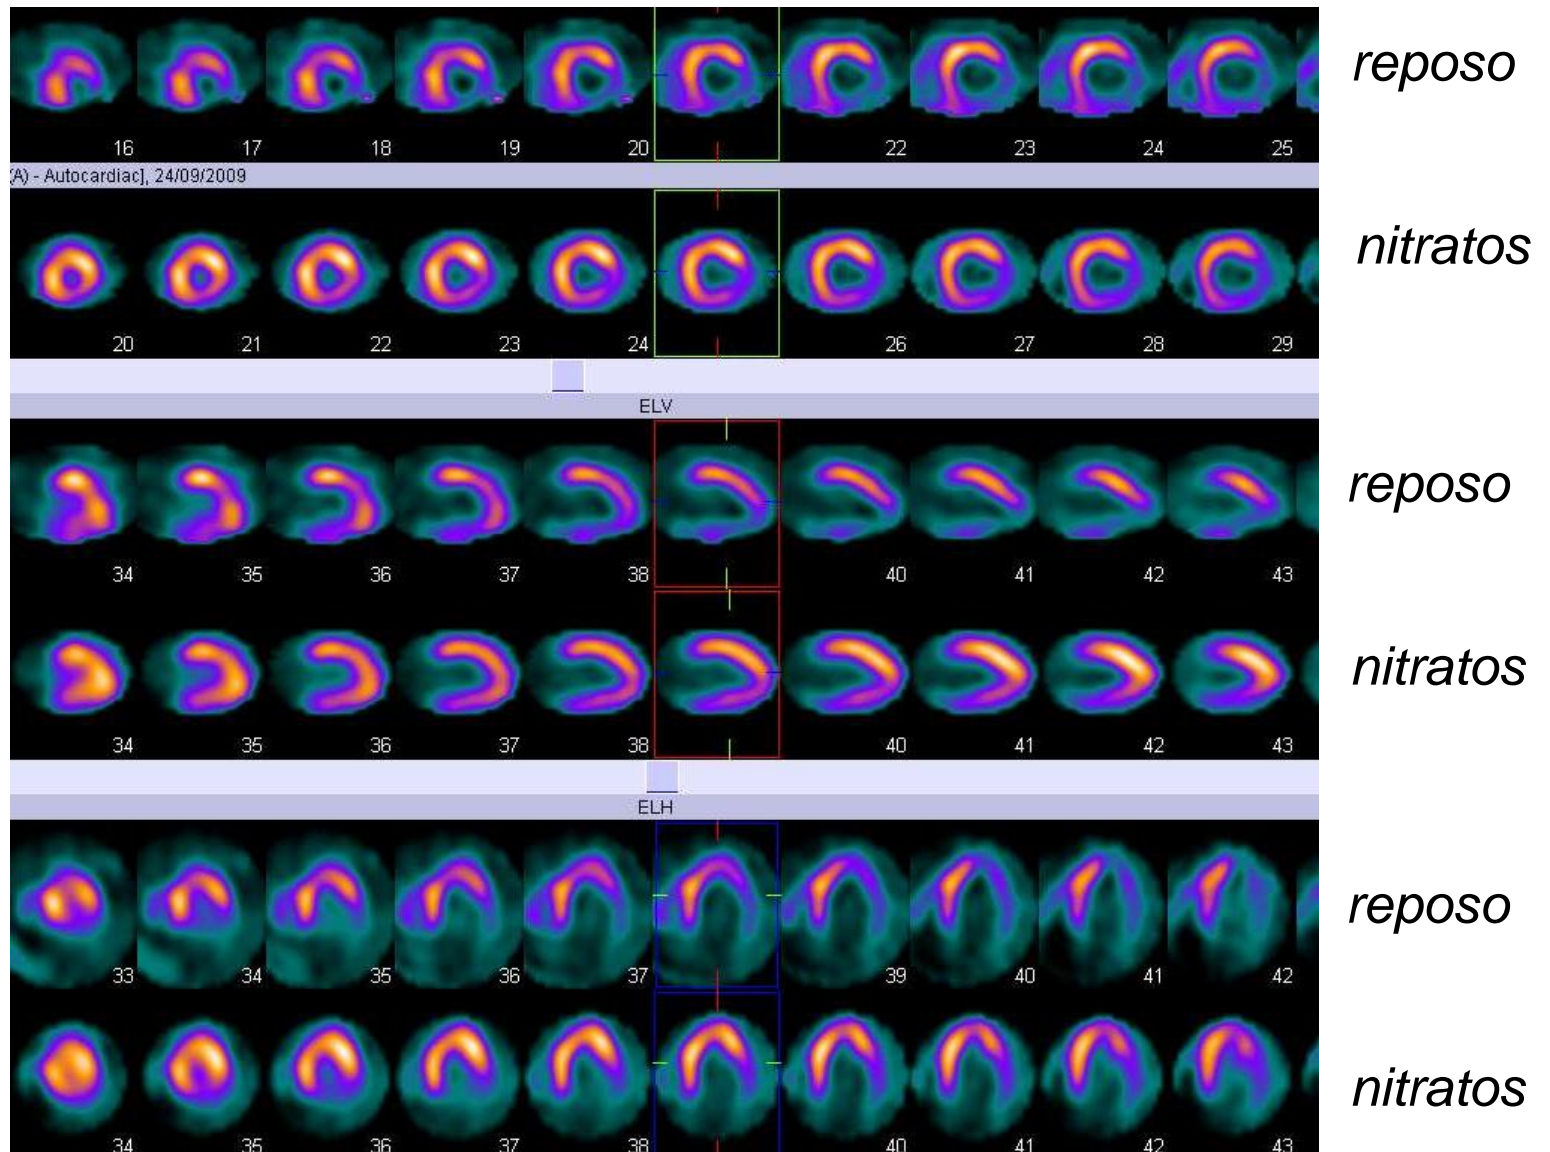 reposo
16 17 18 19 20 22 23 24 25
(A) - Autocardiac], 24/09/2009
nitratos
20 21 22 23 24 26 27 28 29
ELV
reposo
34 35 36 37 38 40 41 42 43
nitratos
34 35 36 37 38 40 41 42 43
ELH
reposo
33 34 35 36 37 39 40 41 42
nitratos
34 35 36 37 38 40 41 42 43